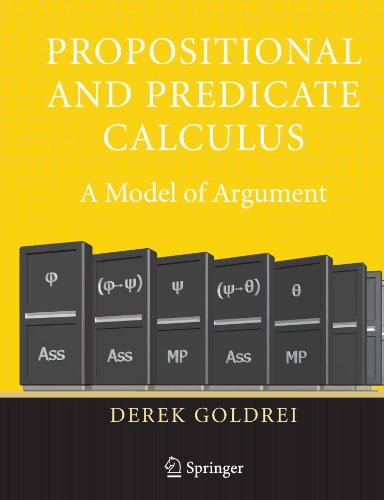 PROPOSITIONAL
AND PREDICATE
CALCULUS
A Model of Argument
φ (φ→ψ) ψ (ψ→θ) θ
Ass Ass MP Ass MP
DEREK GOLDREI
Springer